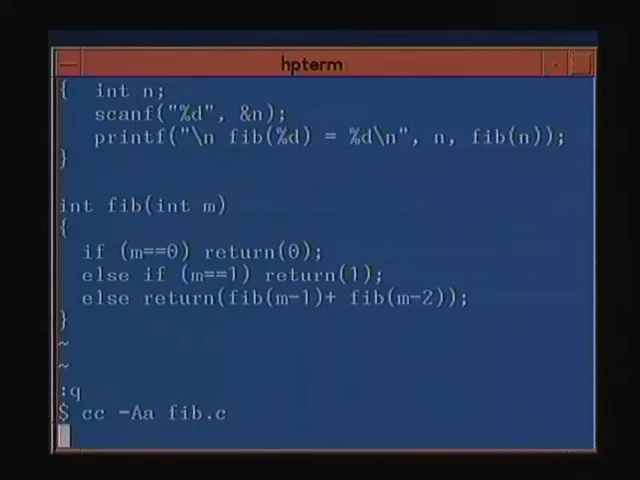 hpterm
{  int n;
   scanf("%d", &n);
   printf("\n fib(%d) = %d\n", n, fib(n));
}
int fib(int m)
{
  if (m==0) return(0);
  else if (m==1) return(1);
  else return(fib(m-1)+ fib(m-2));
}
~
~
:q
$ cc -Aa fib.c